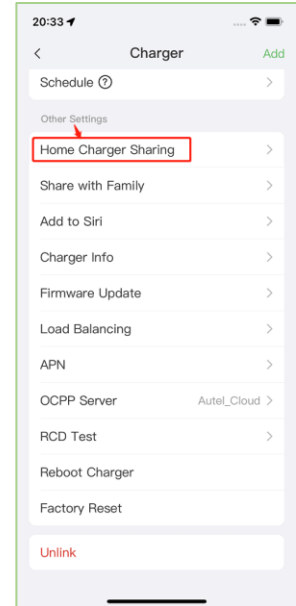 20:33
Charger
Add
Schedule ?
Other Settings
Home Charger Sharing
Share with Family
Add to Siri
Charger Info
Firmware Update
Load Balancing
APN
OCPP Server Autel_Cloud
RCD Test
Reboot Charger
Factory Reset
Unlink